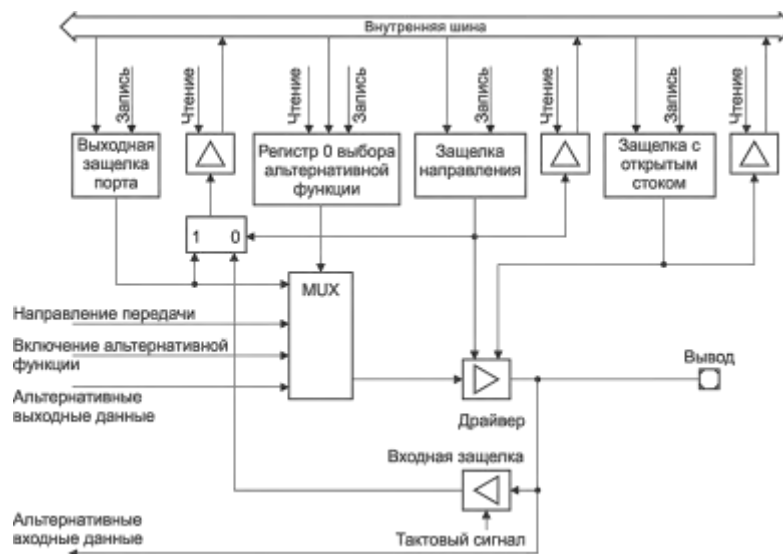 Внутренняя шина
Запись
Чтение
Чтение
Запись
Запись
Чтение
Запись
Чтение
Выходная
защелка
порта
Регистр 0 выбора
альтернативной
функции
Защелка
направления
Защелка с
открытым
стоком
1 0
MUX
Направление передачи
Включение альтернативной
функции
Альтернативные
выходные данные
Вывод
Драйвер
Входная защелка
Тактовый сигнал
Альтернативные
входные данные